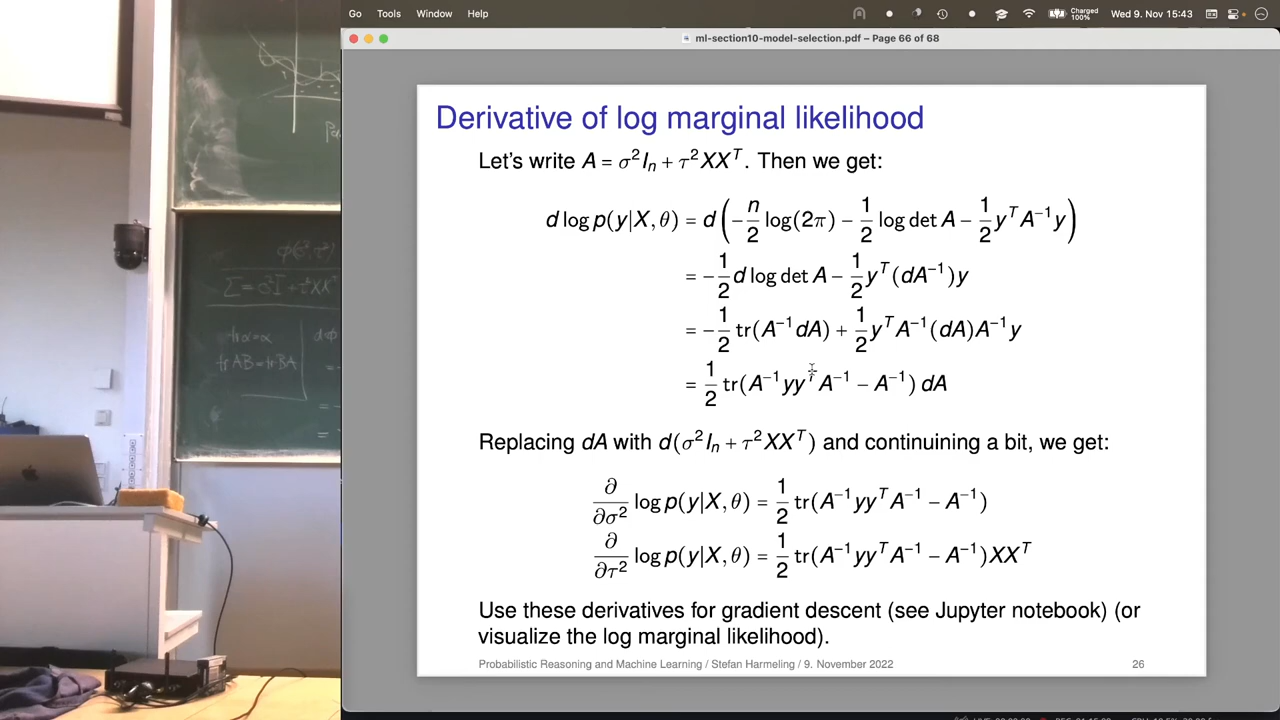 Go Tools Window Help Charged 100% Wed 9. Nov 15:43
ml-section10-model-selection.pdf – Page 66 of 68
Derivative of log marginal likelihood
Let's write A = σ²Iₙ + τ²XXᵀ. Then we get:
d log p(y|X, θ) = d(−n/2 log(2π) − 1/2 log det A − 1/2 yᵀA⁻¹y)
= −1/2 d log det A − 1/2 yᵀ(dA⁻¹)y
= −1/2 tr(A⁻¹dA) + 1/2 yᵀA⁻¹(dA)A⁻¹y
= 1/2 tr(A⁻¹yyᵀA⁻¹ − A⁻¹) dA
Replacing dA with d(σ²Iₙ + τ²XXᵀ) and continuining a bit, we get:
∂/∂σ² log p(y|X, θ) = 1/2 tr(A⁻¹yyᵀA⁻¹ − A⁻¹)
∂/∂τ² log p(y|X, θ) = 1/2 tr(A⁻¹yyᵀA⁻¹ − A⁻¹)XXᵀ
Use these derivatives for gradient descent (see Jupyter notebook) (or
visualize the log marginal likelihood).
Probabilistic Reasoning and Machine Learning / Stefan Harmeling / 9. November 2022 26
ϕ(σ², τ²)
Σ = σ²I + τ²XXᵀ
tr α = α
tr AB = tr BA
dϕ